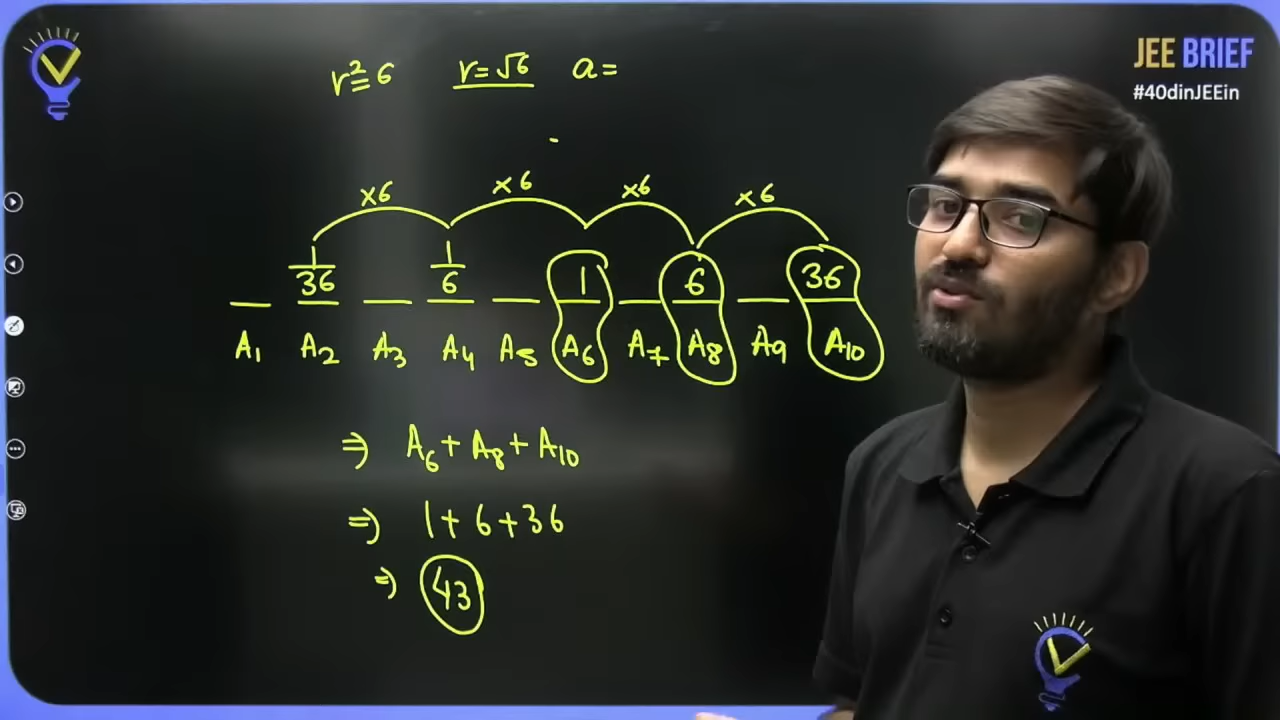 JEE BRIEF
#40dinJEEin
r²=6 r=√6 a=
×6 ×6 ×6 ×6
1/36 1/6 1 6 36
A₁ A₂ A₃ A₄ A₅ A₆ A₇ A₈ A₉ A₁₀
⇒ A₆+A₈+A₁₀
⇒ 1+6+36
⇒ 43